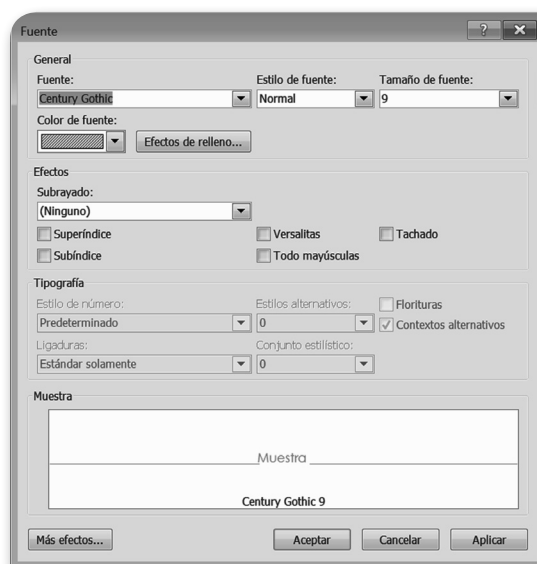 Fuente
General
Fuente: Estilo de fuente: Tamaño de fuente:
Century Gothic Normal 9
Color de fuente:
Efectos de relleno...
Efectos
Subrayado:
(Ninguno)
Superíndice Versalitas Tachado
Subíndice Todo mayúsculas
Tipografía
Estilo de número: Estilos alternativos: Florituras
Predeterminado 0 Contextos alternativos
Ligaduras: Conjunto estilístico:
Estándar solamente 0
Muestra
Muestra
Century Gothic 9
Más efectos... Aceptar Cancelar Aplicar